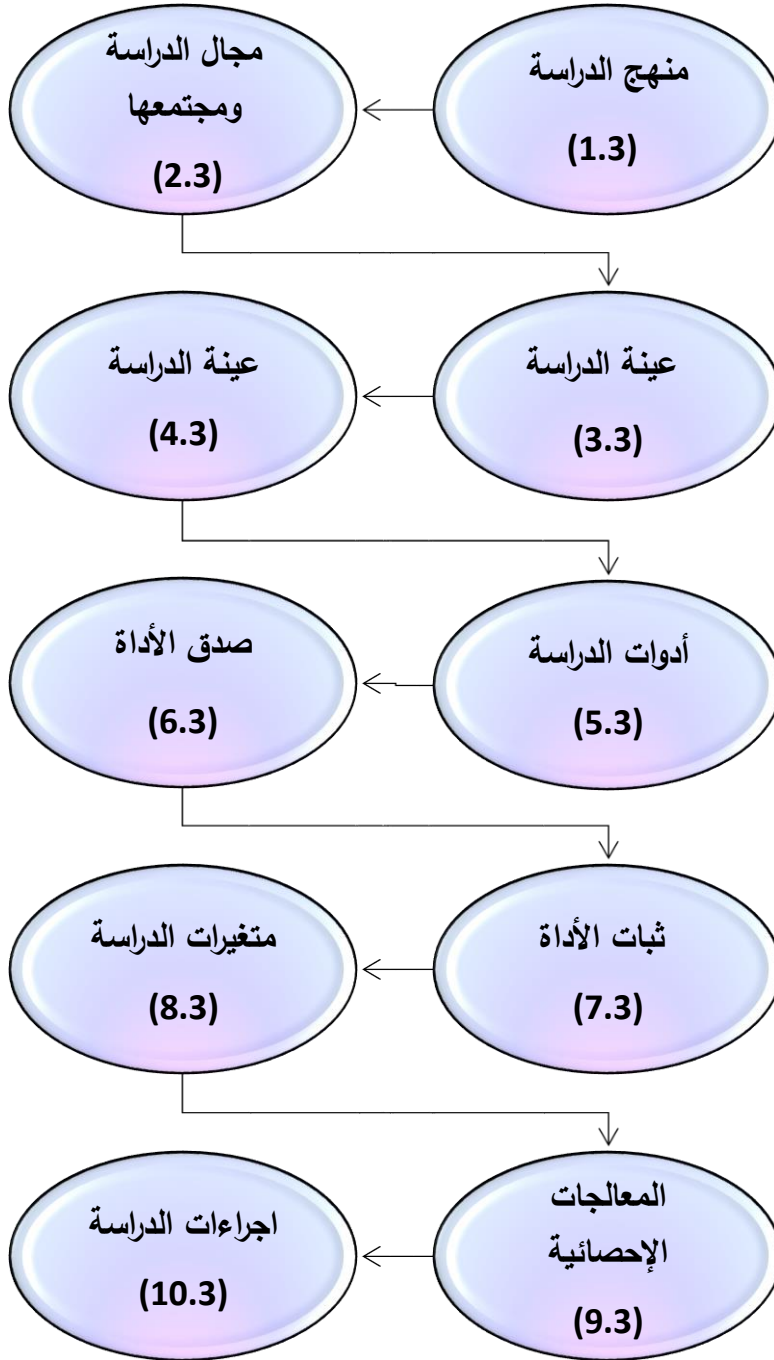 منهج الدراسة
(1.3)
مجال الدراسة
ومجتمعها
(2.3)
عينة الدراسة
(3.3)
عينة الدراسة
(4.3)
أدوات الدراسة
(5.3)
صدق الأداة
(6.3)
ثبات الأداة
(7.3)
متغيرات الدراسة
(8.3)
المعالجات
الإحصائية
(9.3)
اجراءات الدراسة
(10.3)